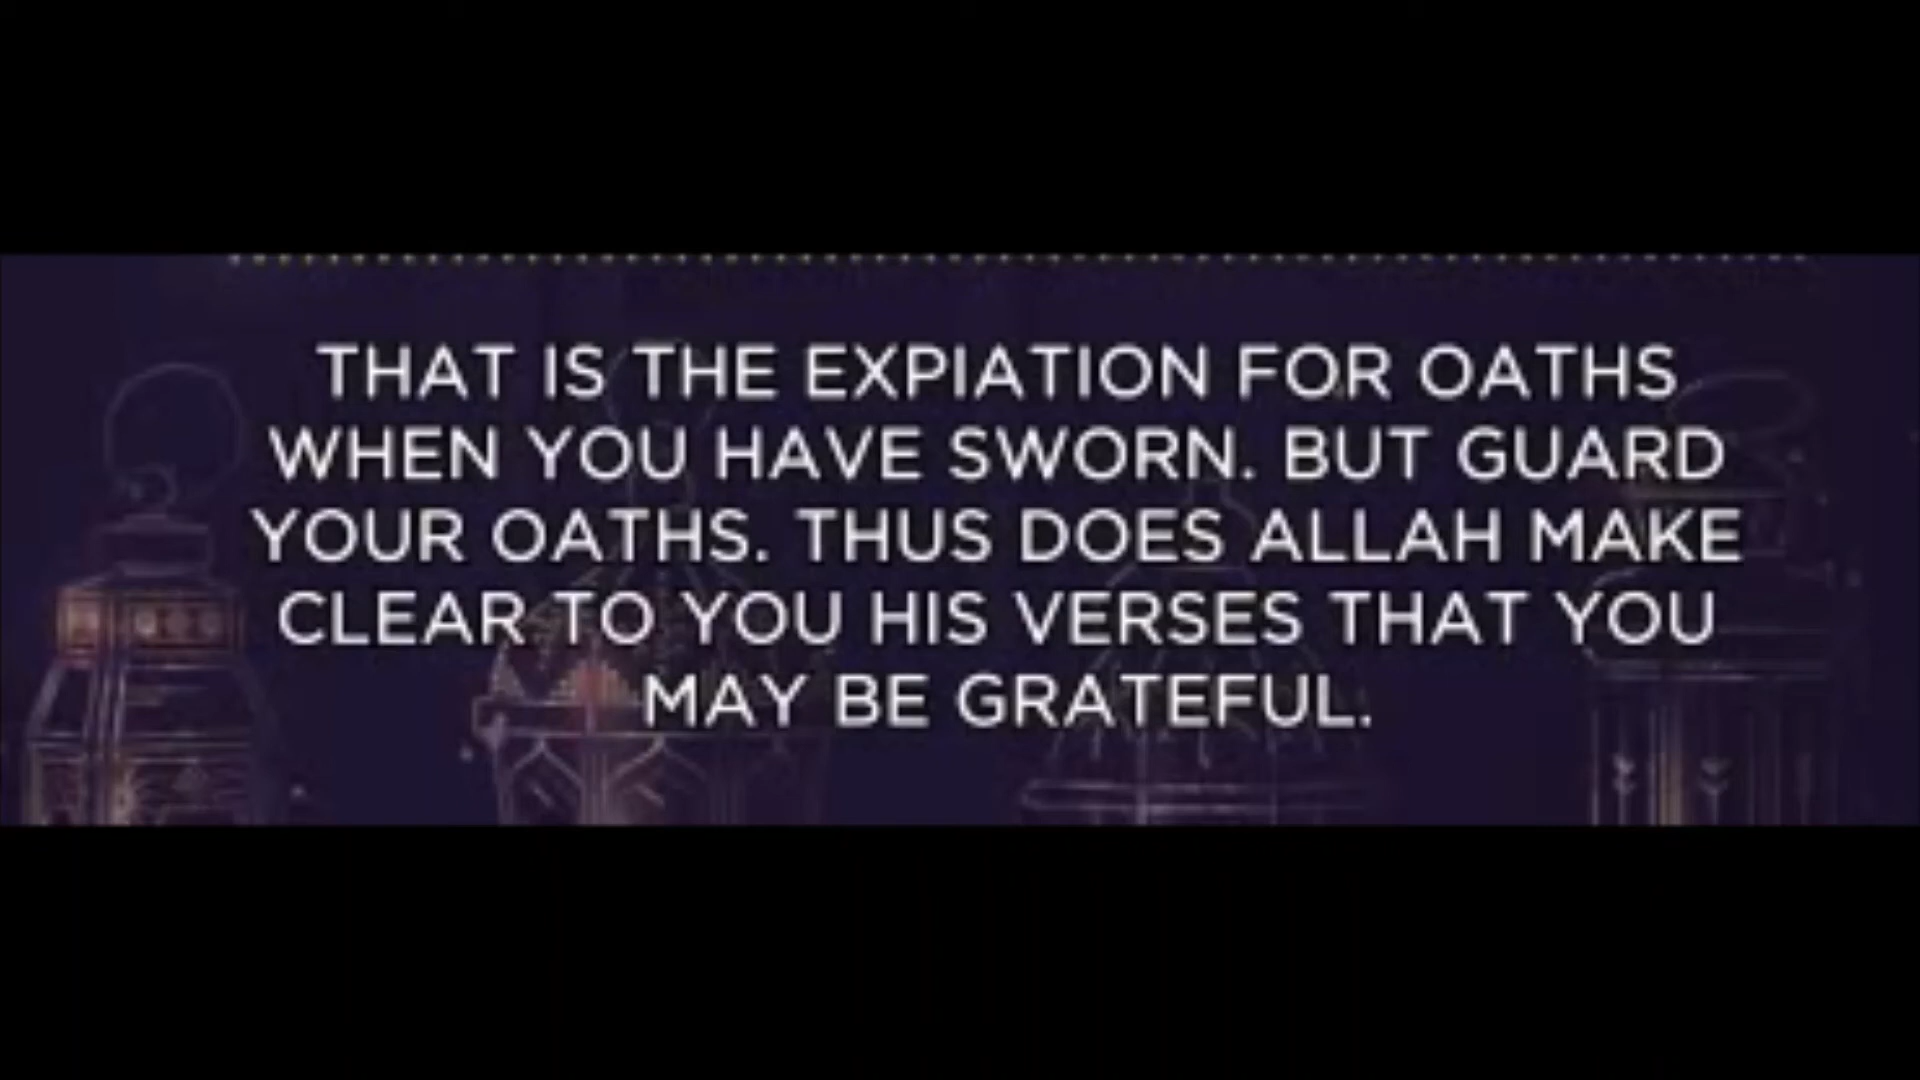 THAT IS THE EXPIATION FOR OATHS
WHEN YOU HAVE SWORN. BUT GUARD
YOUR OATHS. THUS DOES ALLAH MAKE
CLEAR TO YOU HIS VERSES THAT YOU
MAY BE GRATEFUL.